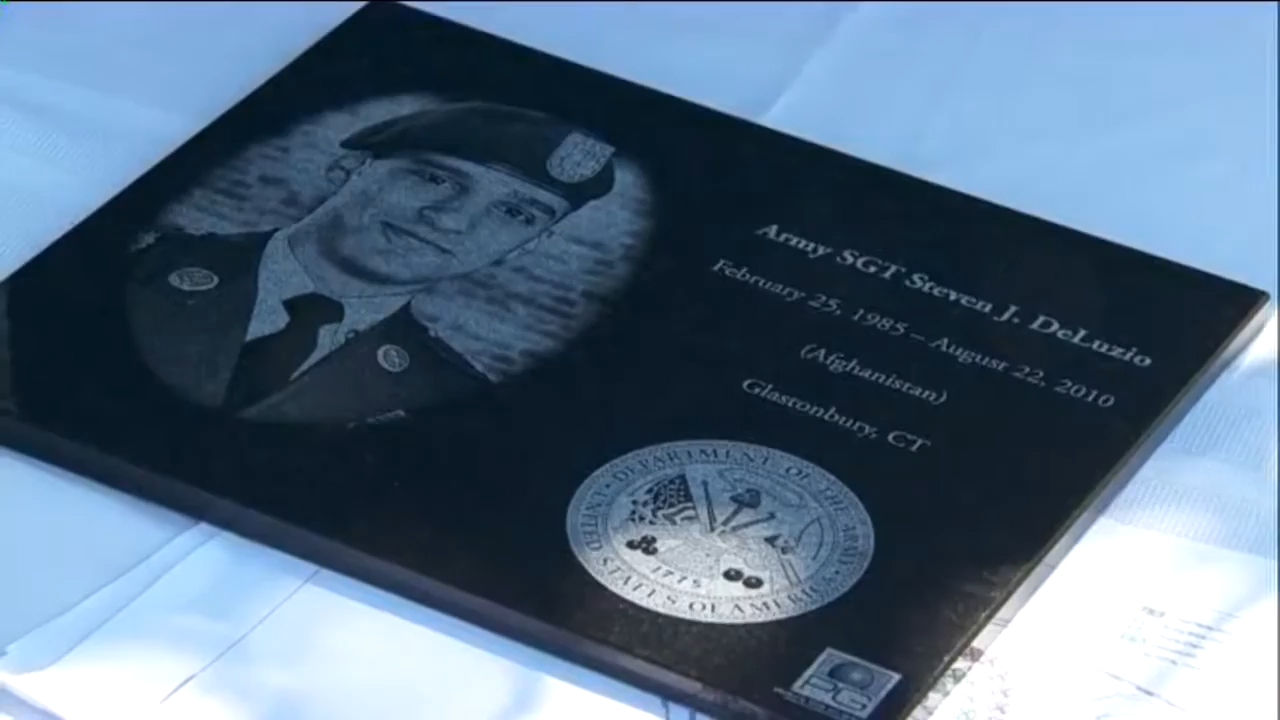 Army SGT Steven J. DeLuzio
February 25, 1985 – August 22, 2010
(Afghanistan)
Glastonbury, CT
DEPARTMENT OF THE ARMY
UNITED STATES OF AMERICA
1775
PG